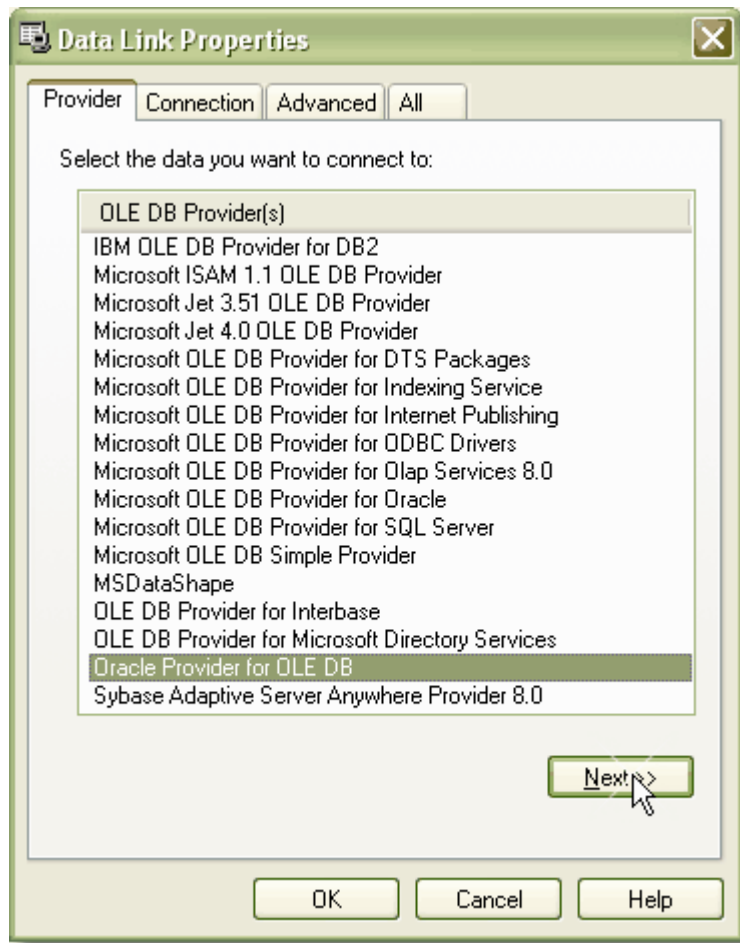 Data Link Properties
Provider Connection Advanced All
Select the data you want to connect to:
OLE DB Provider(s)
IBM OLE DB Provider for DB2
Microsoft ISAM 1.1 OLE DB Provider
Microsoft Jet 3.51 OLE DB Provider
Microsoft Jet 4.0 OLE DB Provider
Microsoft OLE DB Provider for DTS Packages
Microsoft OLE DB Provider for Indexing Service
Microsoft OLE DB Provider for Internet Publishing
Microsoft OLE DB Provider for ODBC Drivers
Microsoft OLE DB Provider for Olap Services 8.0
Microsoft OLE DB Provider for Oracle
Microsoft OLE DB Provider for SQL Server
Microsoft OLE DB Simple Provider
MSDataShape
OLE DB Provider for Interbase
OLE DB Provider for Microsoft Directory Services
Oracle Provider for OLE DB
Sybase Adaptive Server Anywhere Provider 8.0
Next >>
OK Cancel Help